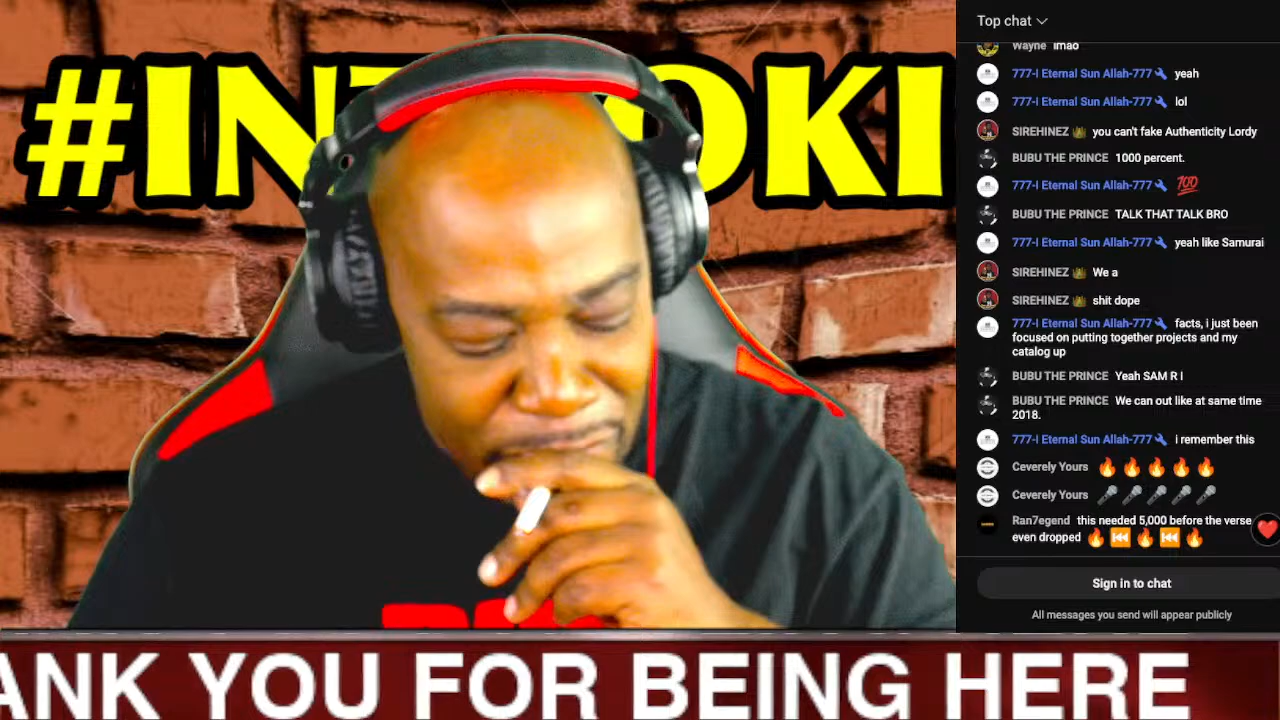 #IN OKI
Top chat
Wayne lmao
777-I Eternal Sun Allah-777 yeah
777-I Eternal Sun Allah-777 lol
SIREHINEZ you can't fake Authenticity Lordy
BUBU THE PRINCE 1000 percent.
777-I Eternal Sun Allah-777 💯
BUBU THE PRINCE TALK THAT TALK BRO
777-I Eternal Sun Allah-777 yeah like Samurai
SIREHINEZ We a
SIREHINEZ shit dope
777-I Eternal Sun Allah-777 facts, i just been
focused on putting together projects and my
catalog up
BUBU THE PRINCE Yeah SAM R I
BUBU THE PRINCE We can out like at same time
2018.
777-I Eternal Sun Allah-777 i remember this
Ceverely Yours 🔥🔥🔥🔥🔥
Ceverely Yours 🎤🎤🎤🎤🎤
Ran7egend this needed 5,000 before the verse
even dropped 🔥⏮🔥⏮🔥
Sign in to chat
All messages you send will appear publicly
ANK YOU FOR BEING HERE